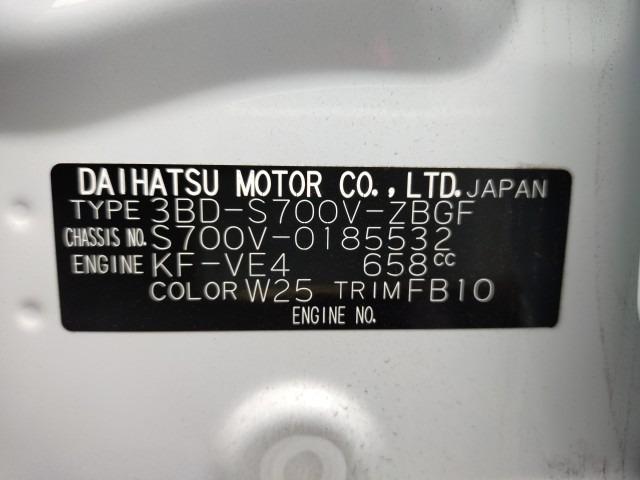 DAIHATSU MOTOR CO., LTD. JAPAN
TYPE 3BD-S700V-ZBGF
CHASSIS NO. S700V-0185532
ENGINE KF-VE4 658CC
COLOR W25 TRIM FB10
ENGINE NO.